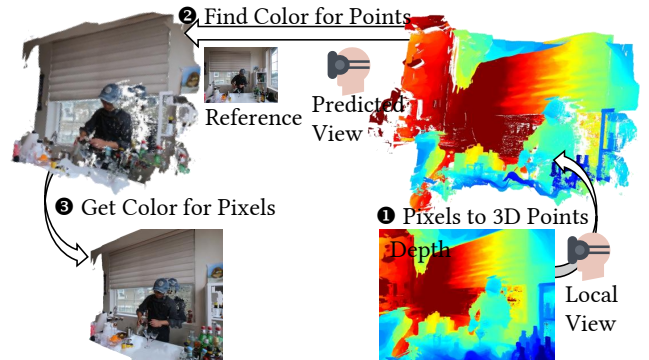 ❷ Find Color for Points
Reference
Predicted
View
❸ Get Color for Pixels
❶ Pixels to 3D Points
Depth
Local
View